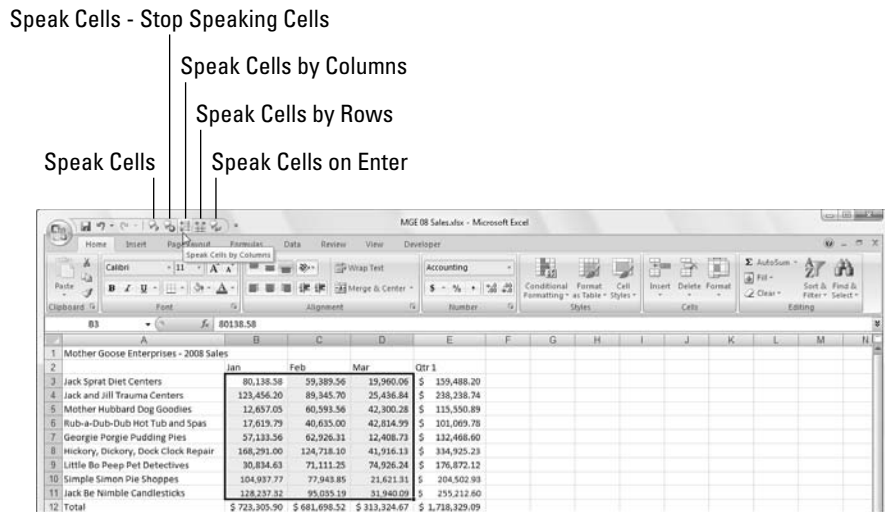 Speak Cells - Stop Speaking Cells
Speak Cells by Columns
Speak Cells by Rows
Speak Cells Speak Cells on Enter
MGE 08 Sales.xlsx - Microsoft Excel
Home Insert Page Layout Formulas Data Review View Developer
Speak Cells by Columns
Calibri 11 A A Wrap Text Accounting Σ AutoSum
Fill
Paste B I U A Merge & Center $ % , Conditional Formatting Format as Table Cell Styles Insert Delete Format Clear Sort & Filter Find & Select
Clipboard Font Alignment Number Styles Cells Editing
B3 fx 80138.58
A B C D E F G H I J K L M N
1 Mother Goose Enterprises - 2008 Sales
2 Jan Feb Mar Qtr 1
3 Jack Sprat Diet Centers 80,138.58 59,389.56 19,960.06 $ 159,488.20
4 Jack and Jill Trauma Centers 123,456.20 89,345.70 25,436.84 $ 238,238.74
5 Mother Hubbard Dog Goodies 12,657.05 60,593.56 42,300.28 $ 115,550.89
6 Rub-a-Dub-Dub Hot Tub and Spas 17,619.79 40,635.00 42,814.99 $ 101,069.78
7 Georgie Porgie Pudding Pies 57,133.56 62,926.31 12,408.73 $ 132,468.60
8 Hickory, Dickory, Dock Clock Repair 168,291.00 124,718.10 41,916.13 $ 334,925.23
9 Little Bo Peep Pet Detectives 30,834.63 71,111.25 74,926.24 $ 176,872.12
10 Simple Simon Pie Shoppes 104,937.77 77,943.85 21,621.31 $ 204,502.93
11 Jack Be Nimble Candlesticks 128,237.32 95,035.19 31,940.09 $ 255,212.60
12 Total $ 723,305.90 $ 681,698.52 $ 313,324.67 $ 1,718,329.09